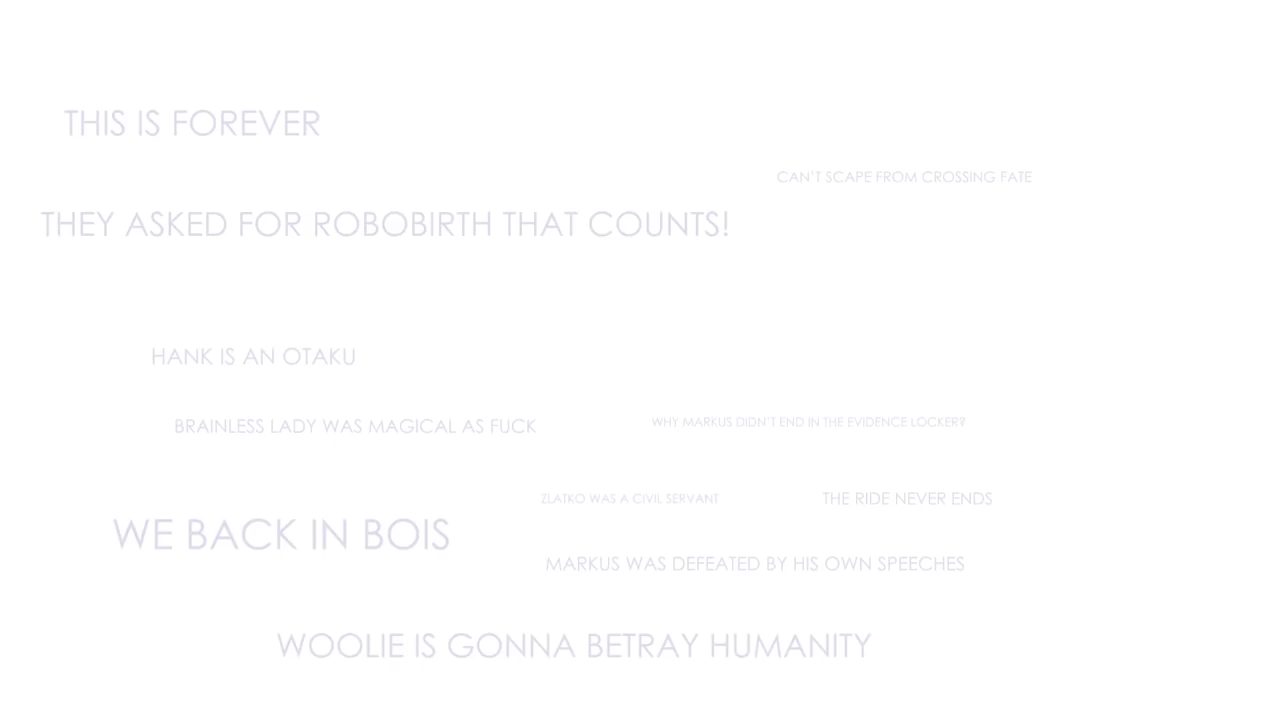 THIS IS FOREVER
CAN'T SCAPE FROM CROSSING FATE
THEY ASKED FOR ROBOBIRTH THAT COUNTS!
HANK IS AN OTAKU
BRAINLESS LADY WAS MAGICAL AS FUCK
WHY MARKUS DIDN'T END IN THE EVIDENCE LOCKER?
ZLATKO WAS A CIVIL SERVANT
THE RIDE NEVER ENDS
WE BACK IN BOIS
MARKUS WAS DEFEATED BY HIS OWN SPEECHES
WOOLIE IS GONNA BETRAY HUMANITY